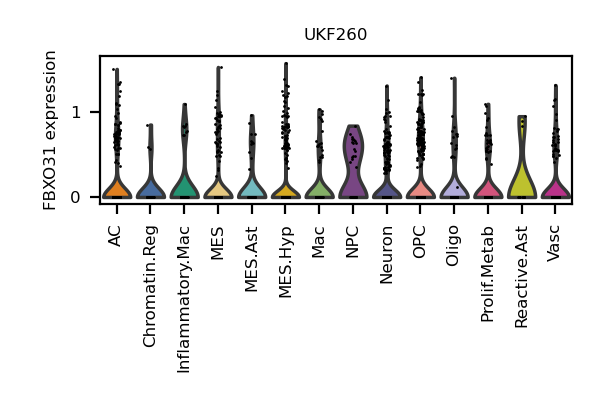 UKF260
FBXO31 expression
1
0
AC
Chromatin.Reg
Inflammatory.Mac
MES
MES.Ast
MES.Hyp
Mac
NPC
Neuron
OPC
Oligo
Prolif.Metab
Reactive.Ast
Vasc